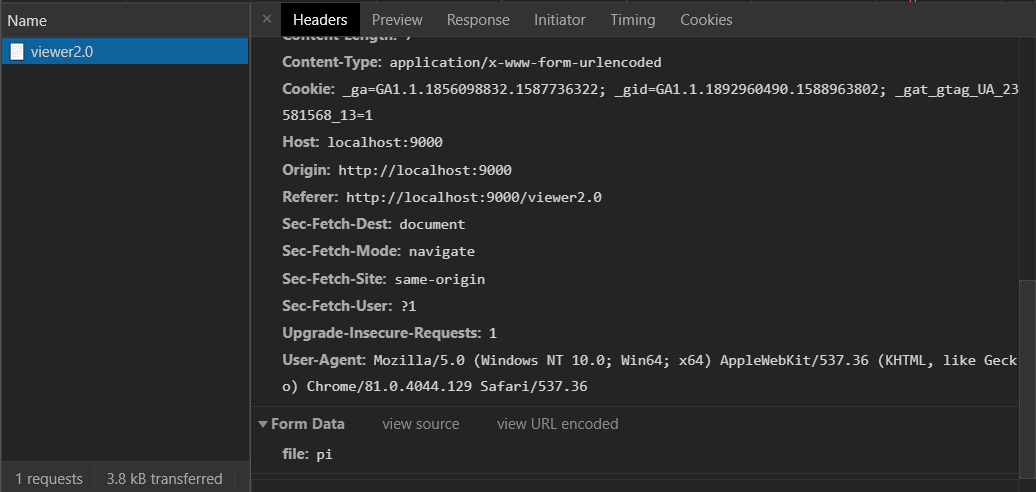 Name
× Headers Preview Response Initiator Timing Cookies
viewer2.0
Content-Length: 7
Content-Type: application/x-www-form-urlencoded
Cookie: _ga=GA1.1.1856098832.1587736322; _gid=GA1.1.1892960490.1588963802; _gat_gtag_UA_23
581568_13=1
Host: localhost:9000
Origin: http://localhost:9000
Referer: http://localhost:9000/viewer2.0
Sec-Fetch-Dest: document
Sec-Fetch-Mode: navigate
Sec-Fetch-Site: same-origin
Sec-Fetch-User: ?1
Upgrade-Insecure-Requests: 1
User-Agent: Mozilla/5.0 (Windows NT 10.0; Win64; x64) AppleWebKit/537.36 (KHTML, like Geck
o) Chrome/81.0.4044.129 Safari/537.36
Form Data view source view URL encoded
file: pi
1 requests 3.8 kB transferred